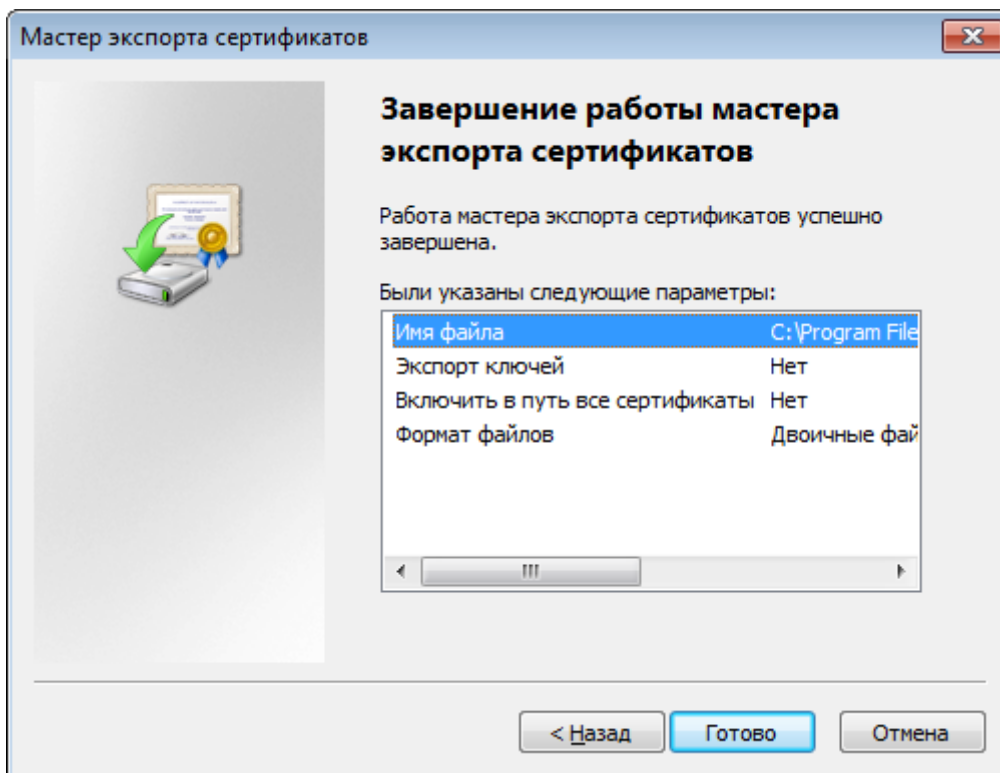 Мастер экспорта сертификатов
Завершение работы мастера
экспорта сертификатов
Работа мастера экспорта сертификатов успешно
завершена.
Были указаны следующие параметры:
Имя файла C:\Program File
Экспорт ключей Нет
Включить в путь все сертификаты Нет
Формат файлов Двоичные фай
< Назад Готово Отмена